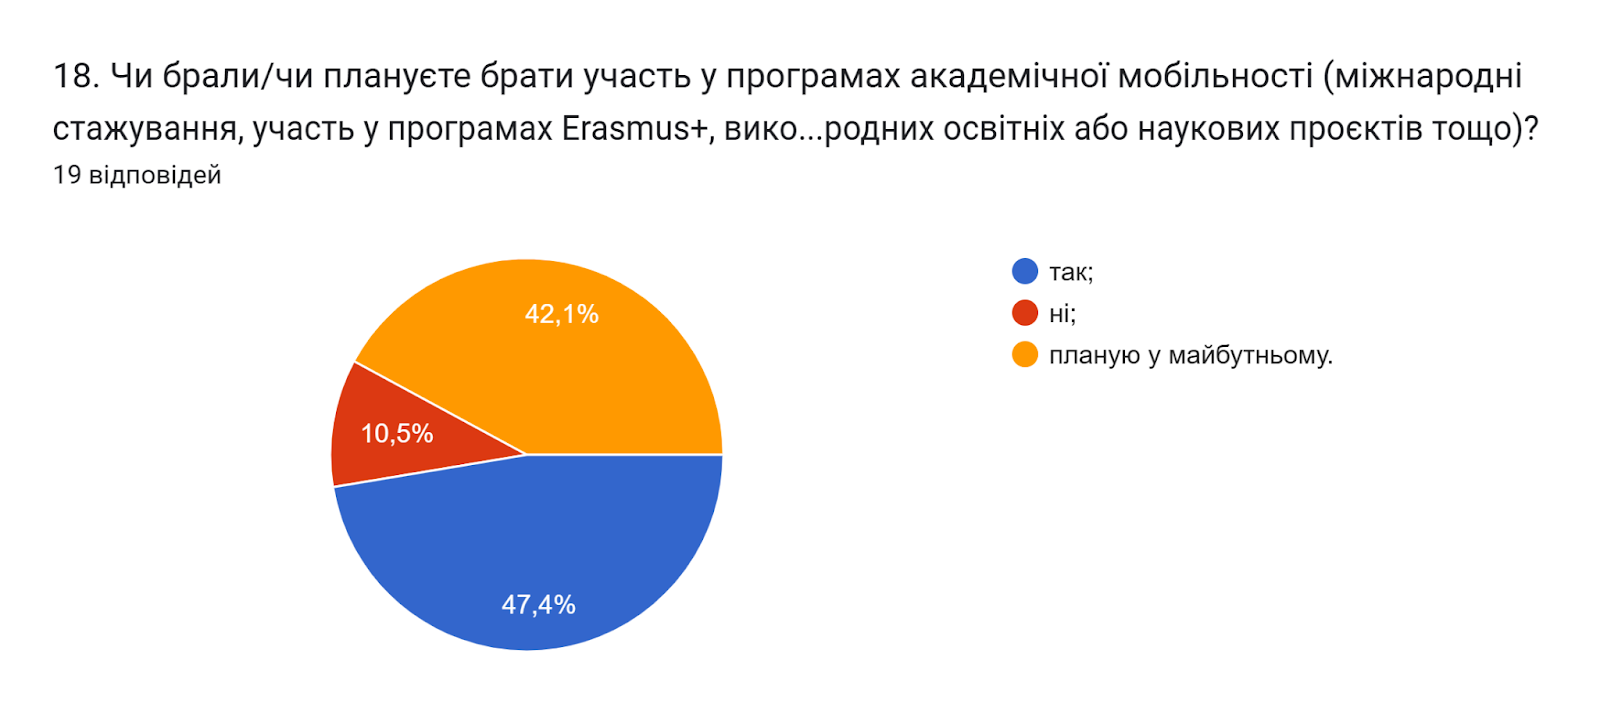 18. Чи брали/чи плануєте брати участь у програмах академічної мобільності (міжнародні
стажування, участь у програмах Erasmus+, вико...родних освітніх або наукових проєктів тощо)?
19 відповідей
так;
ні;
планую у майбутньому.
42,1%
10,5%
47,4%